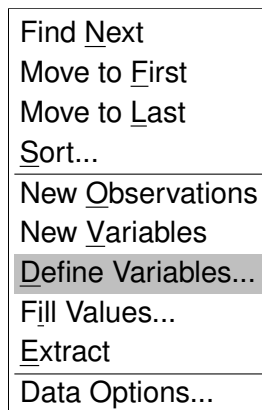 Find Next
Move to First
Move to Last
Sort...
New Observations
New Variables
Define Variables...
Fill Values...
Extract
Data Options...